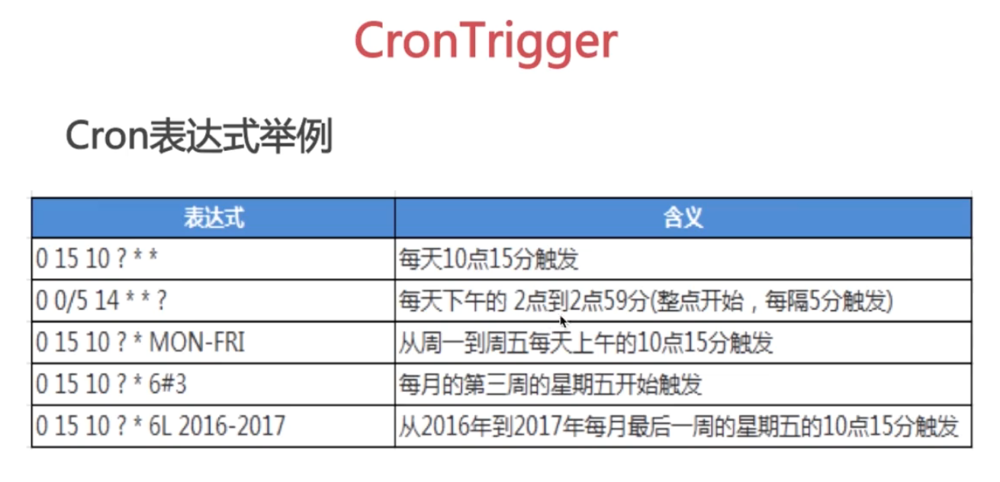 CronTrigger
Cron表达式举例
表达式 含义
0 15 10 ? * * 每天10点15分触发
0 0/5 14 * * ? 每天下午的 2点到2点59分(整点开始，每隔5分触发)
0 15 10 ? * MON-FRI 从周一到周五每天上午的10点15分触发
0 15 10 ? * 6#3 每月的第三周的星期五开始触发
0 15 10 ? * 6L 2016-2017 从2016年到2017年每月最后一周的星期五的10点15分触发